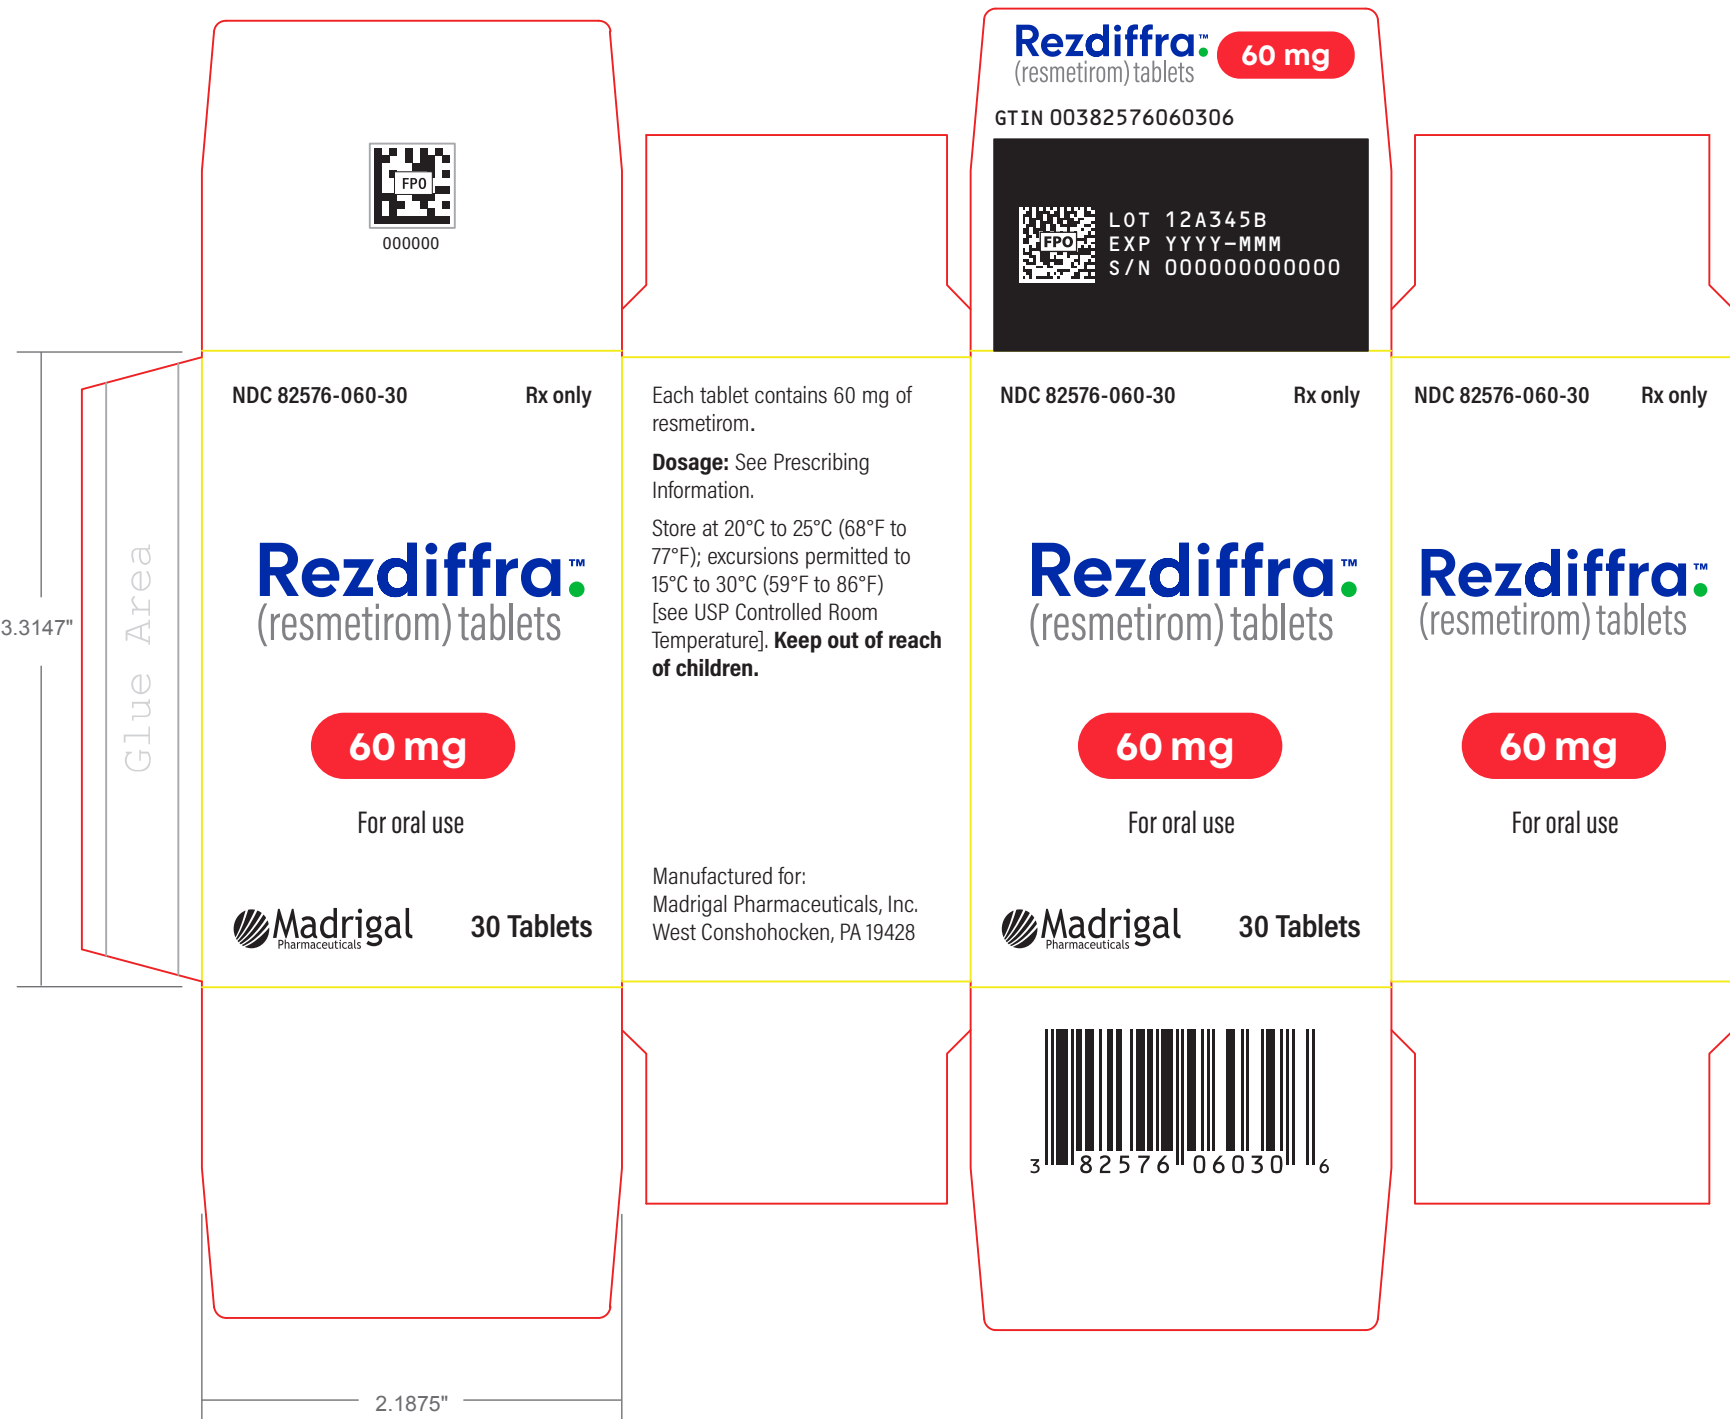 FPO
000000
Rezdiffra™
(resmetirom) tablets
60 mg
GTIN 00382576060306
FPO
LOT 12A345B
EXP YYYY-MMM
S/N 000000000000
3.3147"
Glue Area
NDC 82576-060-30 Rx only
Rezdiffra™
(resmetirom) tablets
60 mg
For oral use
Madrigal
Pharmaceuticals
30 Tablets
Each tablet contains 60 mg of
resmetirom.
Dosage: See Prescribing
Information.
Store at 20°C to 25°C (68°F to
77°F); excursions permitted to
15°C to 30°C (59°F to 86°F)
[see USP Controlled Room
Temperature]. Keep out of reach
of children.
Manufactured for:
Madrigal Pharmaceuticals, Inc.
West Conshohocken, PA 19428
NDC 82576-060-30 Rx only
Rezdiffra™
(resmetirom) tablets
60 mg
For oral use
Madrigal
Pharmaceuticals
30 Tablets
NDC 82576-060-30 Rx only
Rezdiffra™
(resmetirom) tablets
60 mg
For oral use
3 82576 06030 6
2.1875"